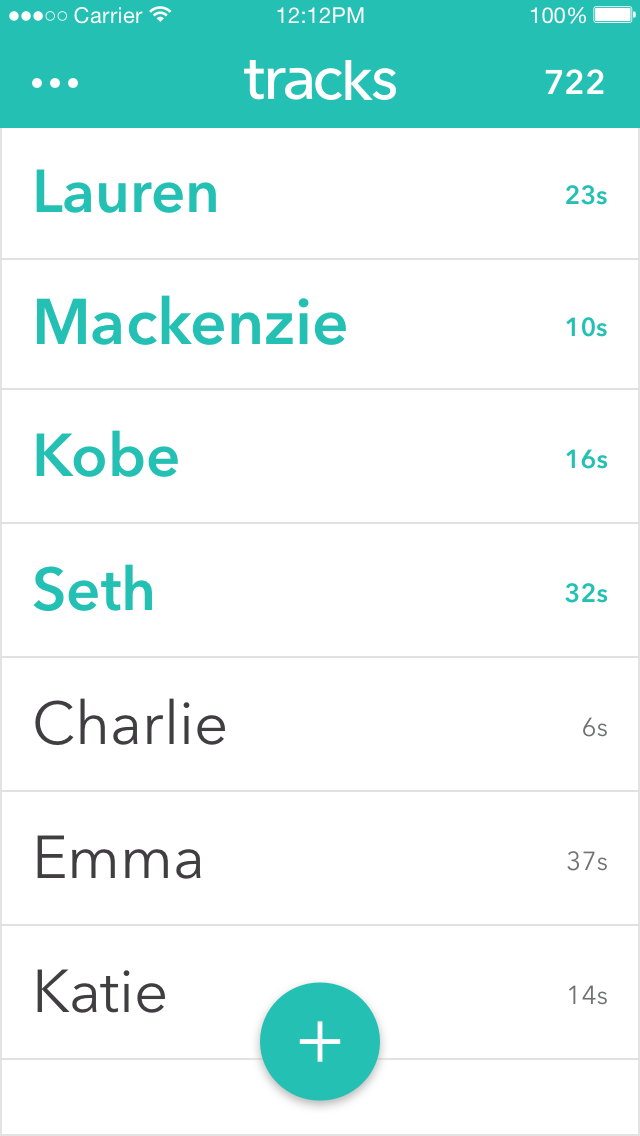 Carrier 12:12PM 100%
••• tracks 722
Lauren 23s
Mackenzie 10s
Kobe 16s
Seth 32s
Charlie 6s
Emma 37s
Katie 14s
+